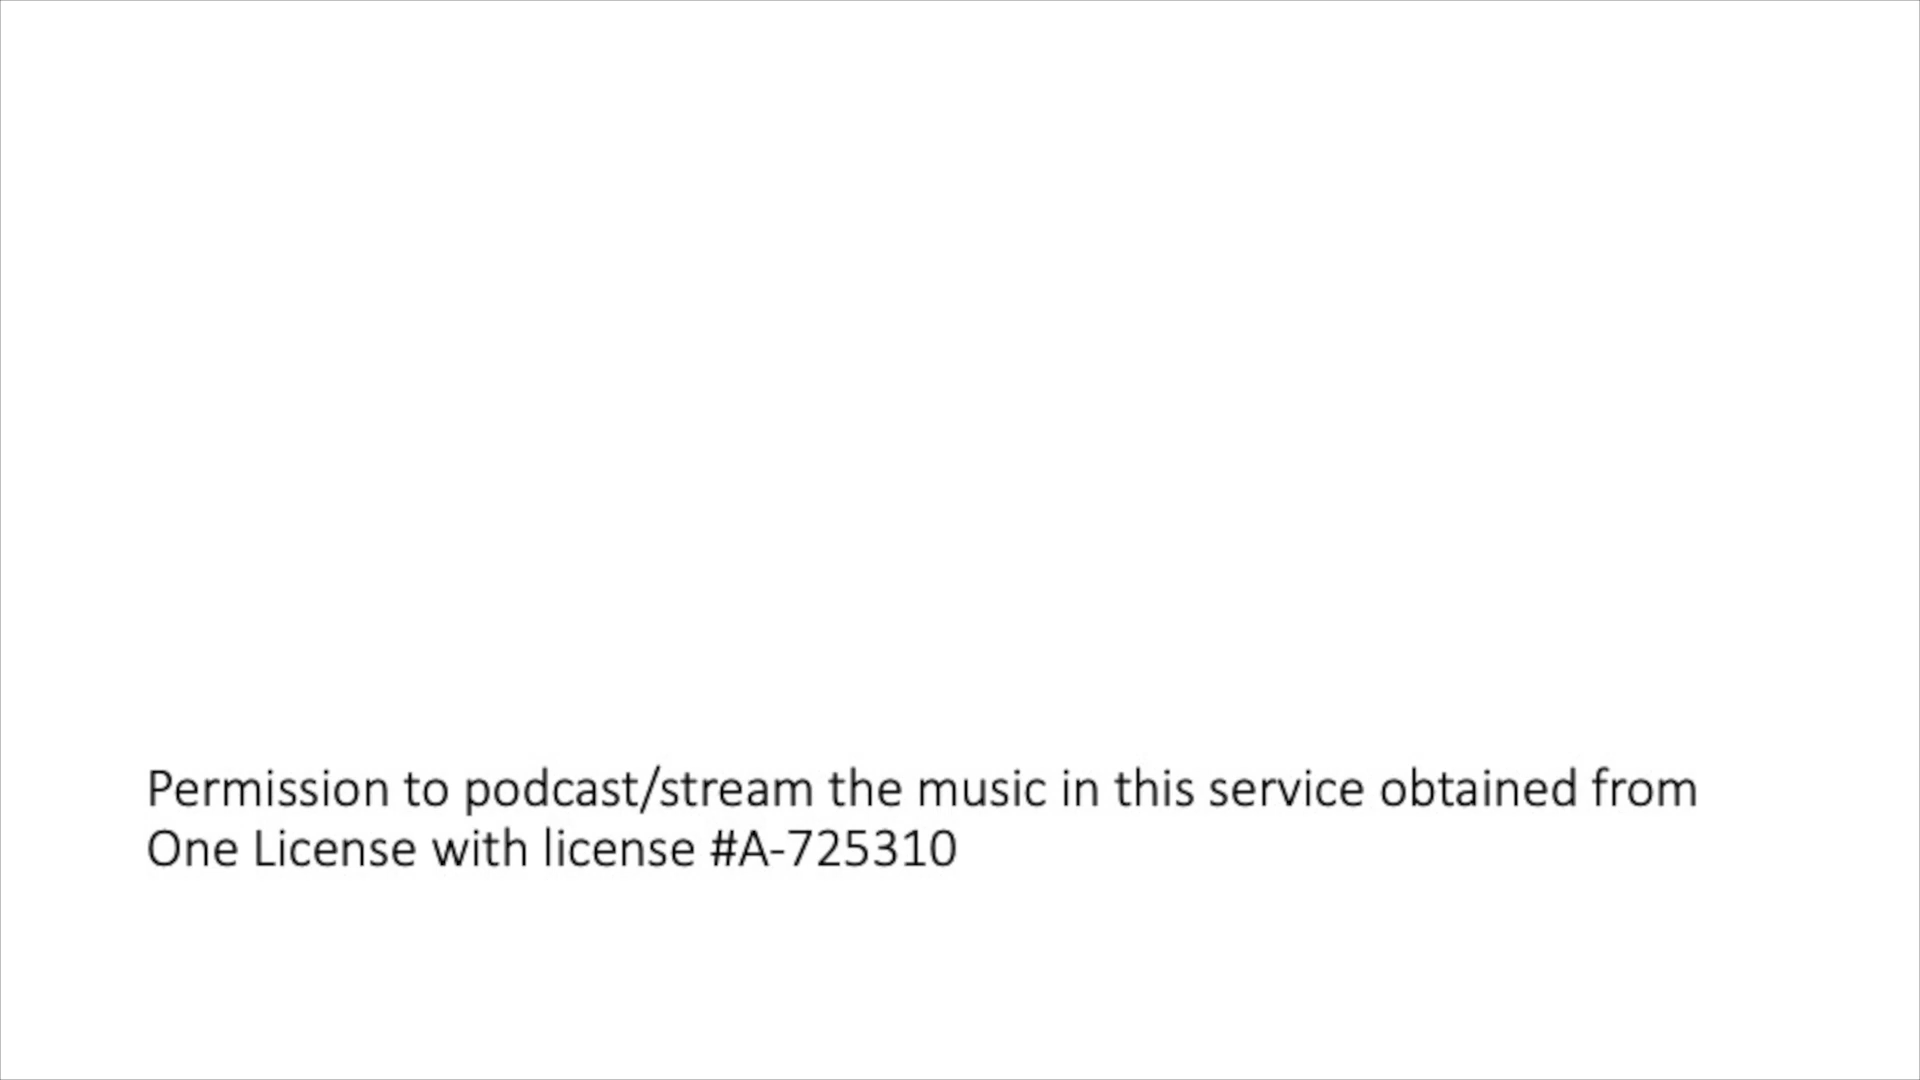 Permission to podcast/stream the music in this service obtained from
One License with license #A-725310